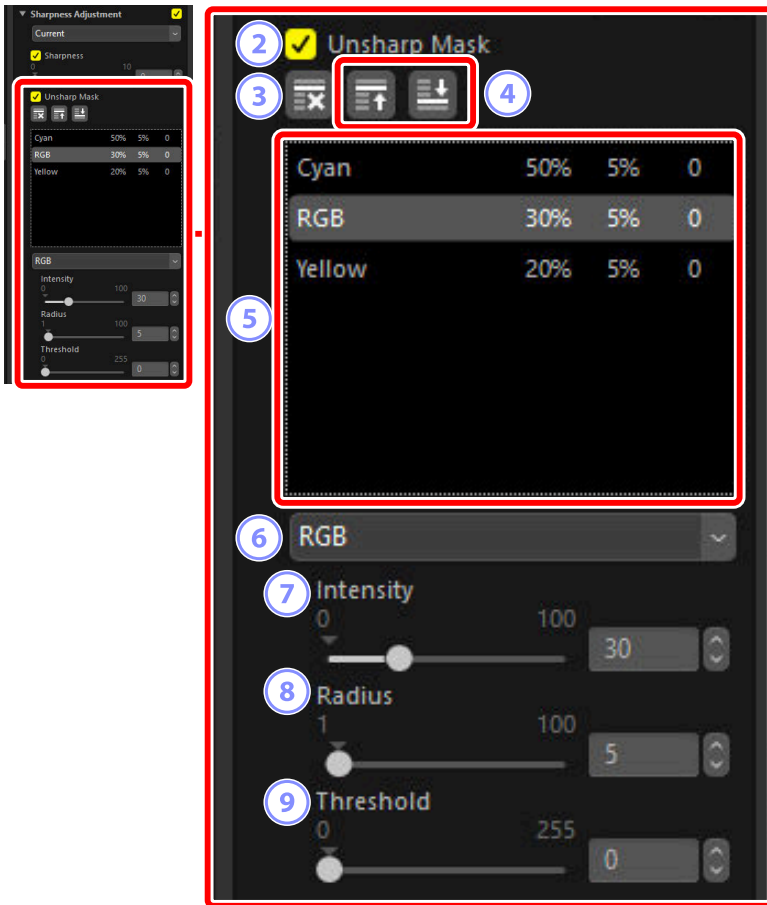 Sharpness Adjustment
Current
Sharpness
0 10
Unsharp Mask
Cyan 50% 5% 0
RGB 30% 5% 0
Yellow 20% 5% 0
RGB
Intensity
0 100
30
Radius
1 100
5
Threshold
0 255
0
2 Unsharp Mask
3 4
Cyan 50% 5% 0
RGB 30% 5% 0
Yellow 20% 5% 0
5
6 RGB
7 Intensity
0 100
30
8 Radius
1 100
5
9 Threshold
0 255
0